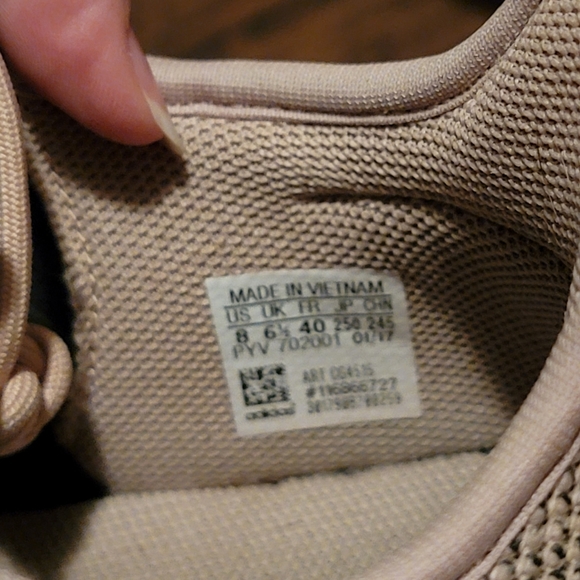 MADE IN VIETNAM
US UK FR JP CHN
8 6½ 40 250 245
PYV 702001 01/17
ART CG4515
#116866727
adidas